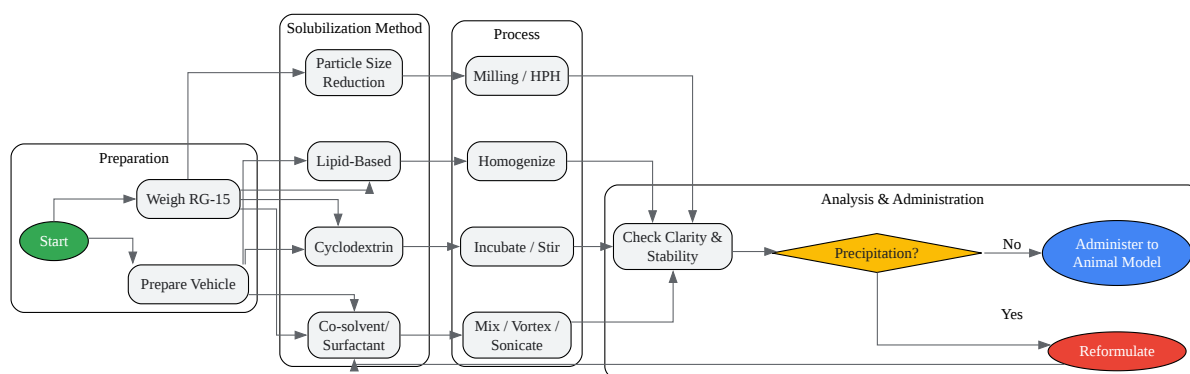 Solubilization Method
Process
Particle Size
Reduction
Milling / HPH
Preparation
Lipid-Based
Homogenize
Weigh RG-15
Analysis & Administration
Start
Cyclodextrin
Incubate / Stir
Check Clarity &
Stability
Precipitation?
No
Administer to
Animal Model
Prepare Vehicle
Co-solvent/
Surfactant
Mix / Vortex /
Sonicate
Yes
Reformulate